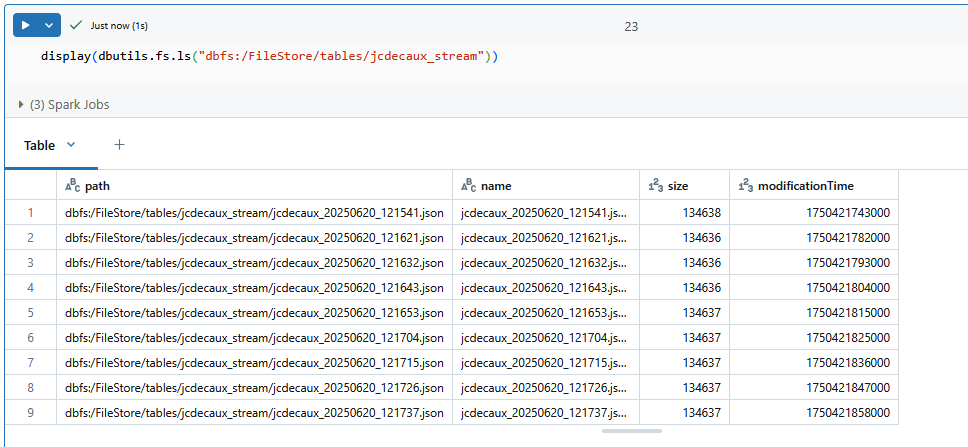 Just now (1s)
23
display(dbutils.fs.ls("dbfs:/FileStore/tables/jcdecaux_stream"))
(3) Spark Jobs
Table
path name size modificationTime
1 dbfs:/FileStore/tables/jcdecaux_stream/jcdecaux_20250620_121541.json jcdecaux_20250620_121541.js... 134638 1750421743000
2 dbfs:/FileStore/tables/jcdecaux_stream/jcdecaux_20250620_121621.json jcdecaux_20250620_121621.js... 134636 1750421782000
3 dbfs:/FileStore/tables/jcdecaux_stream/jcdecaux_20250620_121632.json jcdecaux_20250620_121632.js... 134636 1750421793000
4 dbfs:/FileStore/tables/jcdecaux_stream/jcdecaux_20250620_121643.json jcdecaux_20250620_121643.js... 134636 1750421804000
5 dbfs:/FileStore/tables/jcdecaux_stream/jcdecaux_20250620_121653.json jcdecaux_20250620_121653.js... 134637 1750421815000
6 dbfs:/FileStore/tables/jcdecaux_stream/jcdecaux_20250620_121704.json jcdecaux_20250620_121704.js... 134637 1750421825000
7 dbfs:/FileStore/tables/jcdecaux_stream/jcdecaux_20250620_121715.json jcdecaux_20250620_121715.js... 134637 1750421836000
8 dbfs:/FileStore/tables/jcdecaux_stream/jcdecaux_20250620_121726.json jcdecaux_20250620_121726.js... 134637 1750421847000
9 dbfs:/FileStore/tables/jcdecaux_stream/jcdecaux_20250620_121737.json jcdecaux_20250620_121737.js... 134637 1750421858000